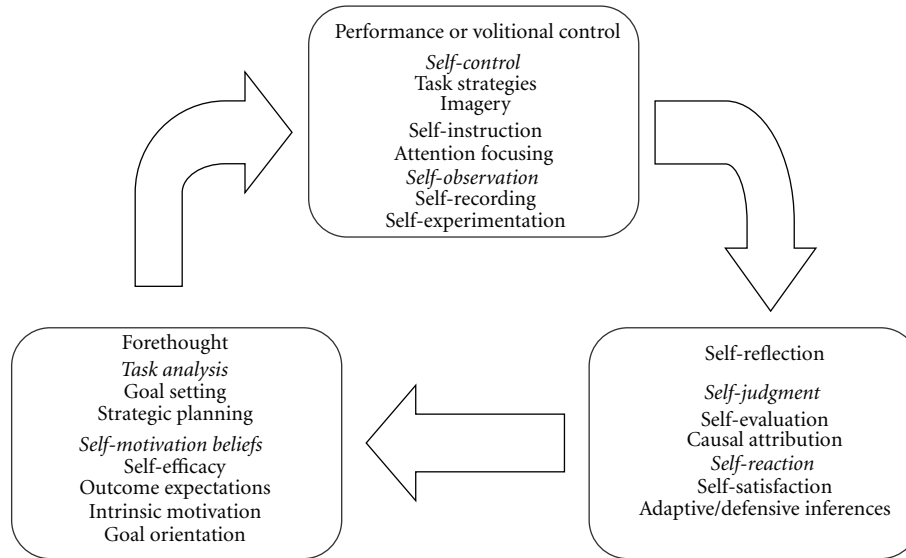 Performance or volitional control
Self-control
Task strategies
Imagery
Self-instruction
Attention focusing
Self-observation
Self-recording
Self-experimentation
Forethought
Task analysis
Goal setting
Strategic planning
Self-motivation beliefs
Self-efficacy
Outcome expectations
Intrinsic motivation
Goal orientation
Self-reflection
Self-judgment
Self-evaluation
Causal attribution
Self-reaction
Self-satisfaction
Adaptive/defensive inferences